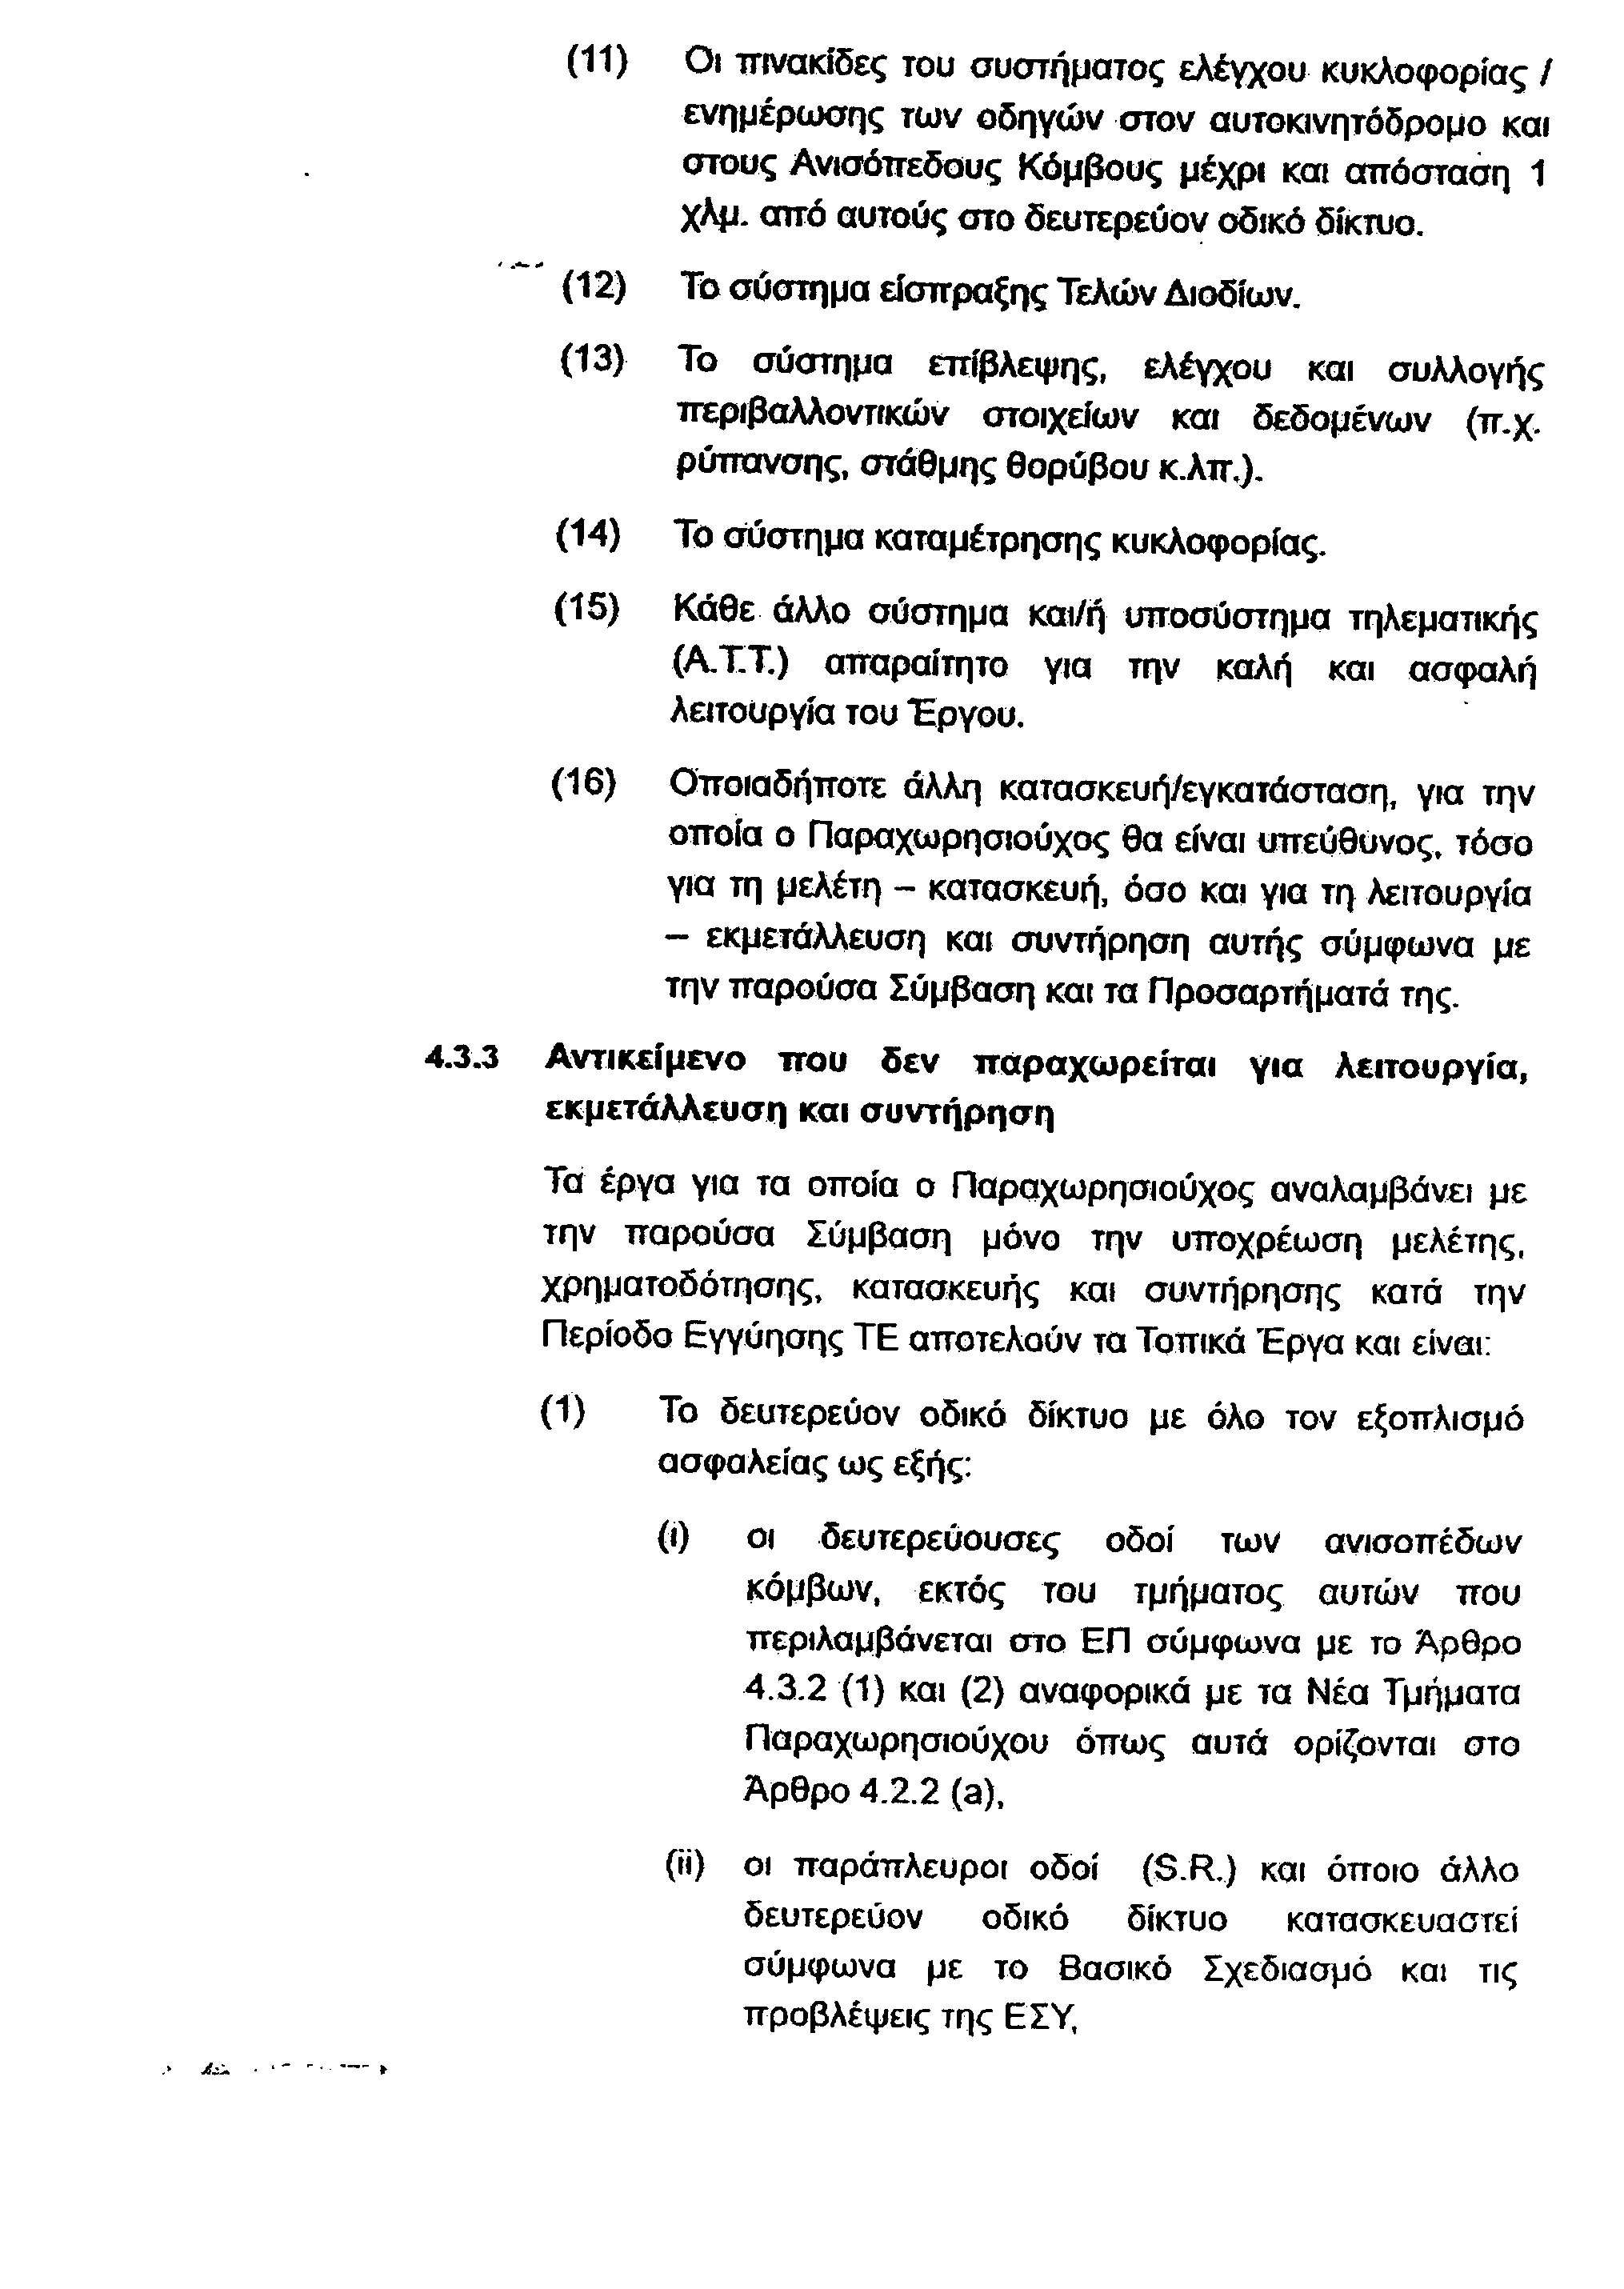 (11) Οι πινακίδες του συστήματος ελέγχου κυκλοφορίας /
ενημέρωσης των οδηγών στον αυτοκινητόδρομο και
στους Ανισόπεδους Κόμβους μέχρι και απόσταση 1
χλμ. από αυτούς στο δευτερεύον οδικό δίκτυο.
(12) Το σύστημα είσπραξης Τελών Διοδίων.
(13) Το σύστημα επίβλεψης, ελέγχου και συλλογής
περιβαλλοντικών στοιχείων και δεδομένων (π.χ.
ρύπανσης, στάθμης θορύβου κ.λπ.).
(14) Το σύστημα καταμέτρησης κυκλοφορίας.
(15) Κάθε άλλο σύστημα και/ή υποσύστημα τηλεματικής
(Α.Τ.Τ.) απαραίτητο για την καλή και ασφαλή
λειτουργία του Έργου.
(16) Οποιαδήποτε άλλη κατασκευή/εγκατάσταση, για την
οποία ο Παραχωρησιούχος θα είναι υπεύθυνος, τόσο
για τη μελέτη – κατασκευή, όσο και για τη λειτουργία
– εκμετάλλευση και συντήρηση αυτής σύμφωνα με
την παρούσα Σύμβαση και τα Προσαρτήματά της.
4.3.3 Αντικείμενο που δεν παραχωρείται για λειτουργία,
εκμετάλλευση και συντήρηση
Τα έργα για τα οποία ο Παραχωρησιούχος αναλαμβάνει με
την παρούσα Σύμβαση μόνο την υποχρέωση μελέτης,
χρηματοδότησης, κατασκευής και συντήρησης κατά την
Περίοδο Εγγύησης ΤΕ αποτελούν τα Τοπικά Έργα και είναι:
(1) Το δευτερεύον οδικό δίκτυο με όλο τον εξοπλισμό
ασφαλείας ως εξής:
(i) οι δευτερεύουσες οδοί των ανισοπέδων
κόμβων, εκτός του τμήματος αυτών που
περιλαμβάνεται στο ΕΠ σύμφωνα με το Άρθρο
4.3.2 (1) και (2) αναφορικά με τα Νέα Τμήματα
Παραχωρησιούχου όπως αυτά ορίζονται στο
Άρθρο 4.2.2 (a),
(ii) οι παράπλευροι οδοί (S.R.) και όποιο άλλο
δευτερεύον οδικό δίκτυο κατασκευαστεί
σύμφωνα με το Βασικό Σχεδιασμό και τις
προβλέψεις της ΕΣΥ,